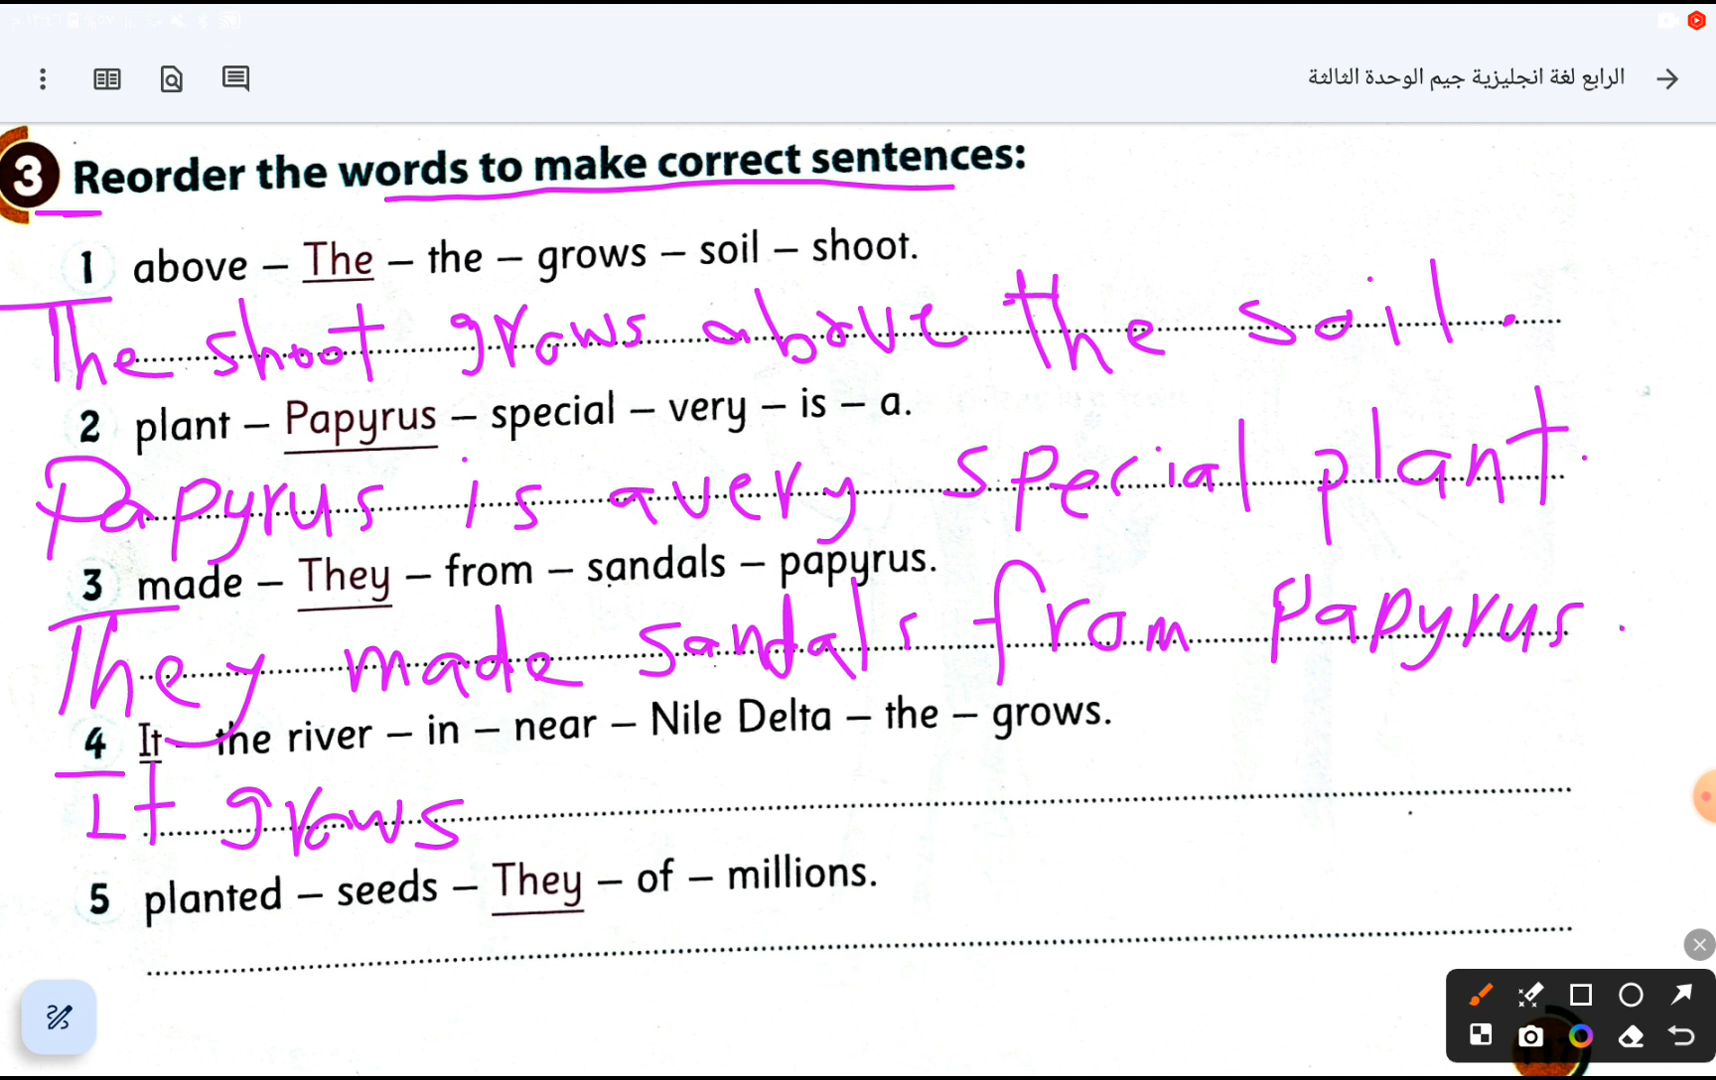 الرابع لغة انجليزية جيم الوحدة الثالثة
3 Reorder the words to make correct sentences:
1 above – The – the – grows – soil – shoot.
The shoot grows above the soil.
2 plant – Papyrus – special – very – is – a.
Papyrus is a very special plant.
3 made – They – from – sandals – papyrus.
They made sandals from Papyrus.
4 It – the river – in – near – Nile Delta – the – grows.
It grows
5 planted – seeds – They – of – millions.